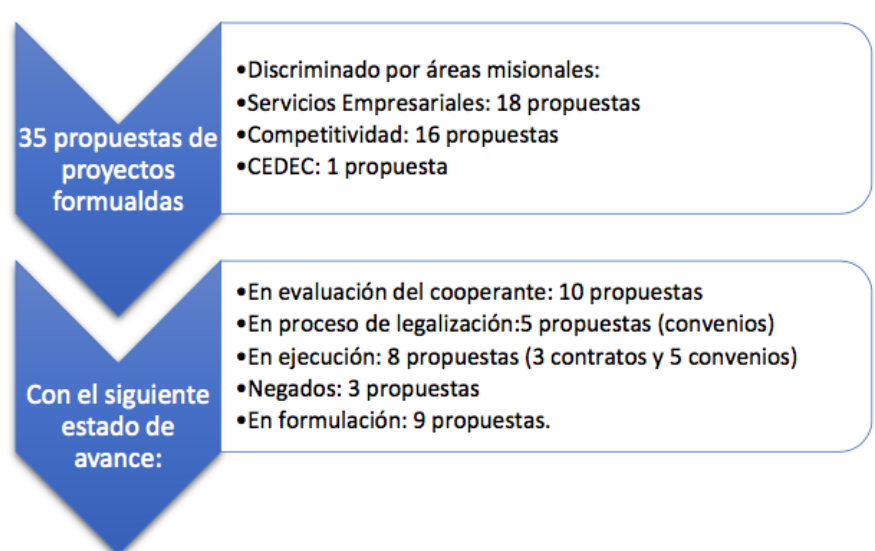 35 propuestas de
proyectos
formualdas
•Discriminado por áreas misionales:
•Servicios Empresariales: 18 propuestas
•Competitividad: 16 propuestas
•CEDEC: 1 propuesta
Con el siguiente
estado de
avance:
•En evaluación del cooperante: 10 propuestas
•En proceso de legalización:5 propuestas (convenios)
•En ejecución: 8 propuestas (3 contratos y 5 convenios)
•Negados: 3 propuestas
•En formulación: 9 propuestas.